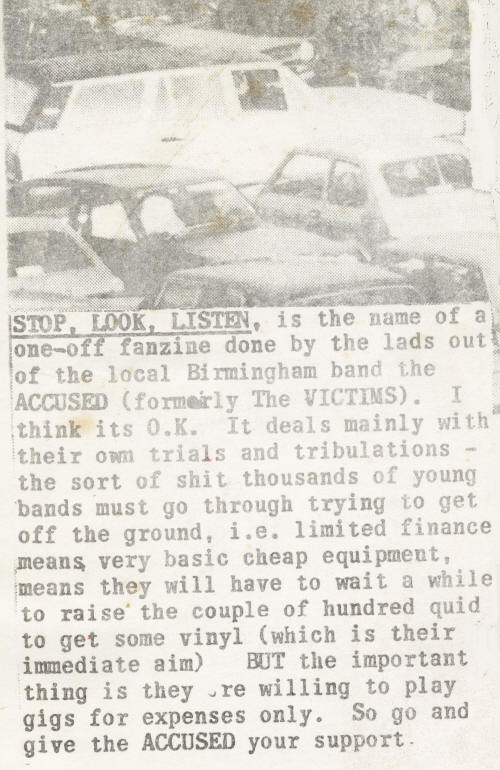 STOP, LOOK, LISTEN, is the name of a
one-off fanzine done by the lads out
of the local Birmingham band the
ACCUSED (formerly The VICTIMS).  I
think its O.K.  It deals mainly with
their own trials and tribulations -
the sort of shit thousands of young
bands must go through trying to get
off the ground, i.e. limited finance
means, very basic cheap equipment,
means they will have to wait a while
to raise the couple of hundred quid
to get some vinyl (which is their
immediate aim)   BUT the important
thing is they .re willing to play
gigs for expenses only.  So go and
give the ACCUSED your support.